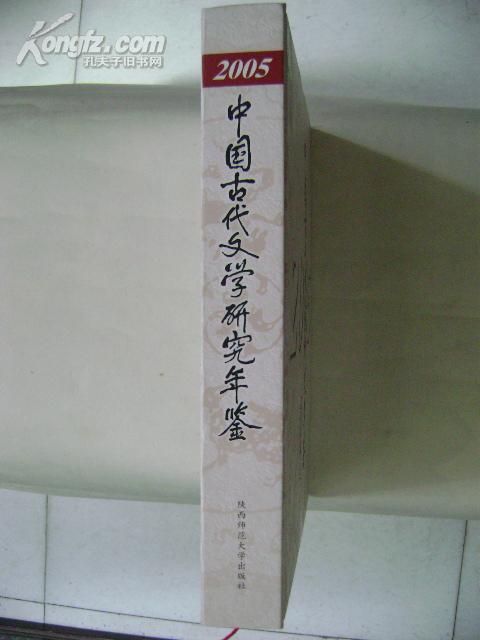 Kongfz.com
孔夫子旧书网
2005
中国古代文学研究年鉴
陕西师范大学出版社